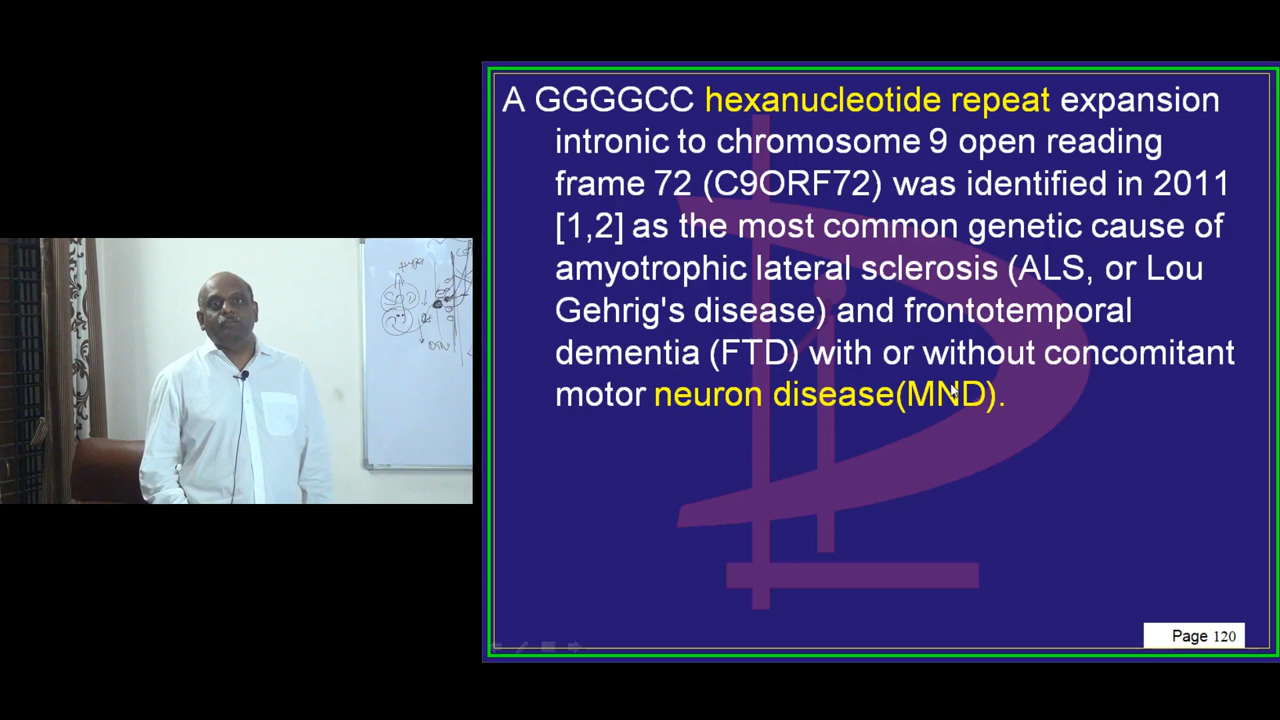 A GGGGCC hexanucleotide repeat expansion
intronic to chromosome 9 open reading
frame 72 (C9ORF72) was identified in 2011
[1,2] as the most common genetic cause of
amyotrophic lateral sclerosis (ALS, or Lou
Gehrig's disease) and frontotemporal
dementia (FTD) with or without concomitant
motor neuron disease(MND).
Page 120